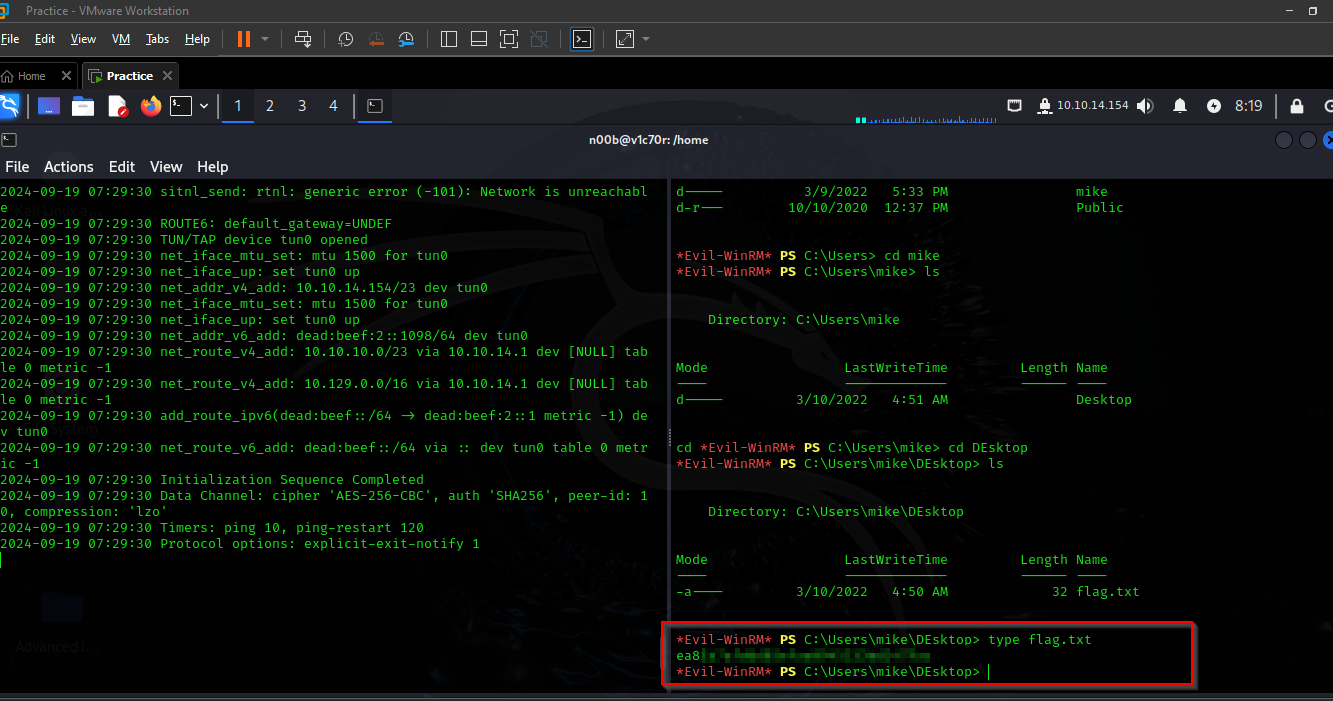 Practice - VMware Workstation
File Edit View VM Tabs Help
Home Practice
1 2 3 4 10.10.14.154 8:19
n00b@v1c70r: /home
File Actions Edit View Help
2024-09-19 07:29:30 sitnl_send: rtnl: generic error (-101): Network is unreachabl
e
2024-09-19 07:29:30 ROUTE6: default_gateway=UNDEF
2024-09-19 07:29:30 TUN/TAP device tun0 opened
2024-09-19 07:29:30 net_iface_mtu_set: mtu 1500 for tun0
2024-09-19 07:29:30 net_iface_up: set tun0 up
2024-09-19 07:29:30 net_addr_v4_add: 10.10.14.154/23 dev tun0
2024-09-19 07:29:30 net_iface_mtu_set: mtu 1500 for tun0
2024-09-19 07:29:30 net_iface_up: set tun0 up
2024-09-19 07:29:30 net_addr_v6_add: dead:beef:2::1098/64 dev tun0
2024-09-19 07:29:30 net_route_v4_add: 10.10.10.0/23 via 10.10.14.1 dev [NULL] tab
le 0 metric -1
2024-09-19 07:29:30 net_route_v4_add: 10.129.0.0/16 via 10.10.14.1 dev [NULL] tab
le 0 metric -1
2024-09-19 07:29:30 add_route_ipv6(dead:beef::/64 -> dead:beef:2::1 metric -1) de
v tun0
2024-09-19 07:29:30 net_route_v6_add: dead:beef::/64 via :: dev tun0 table 0 metr
ic -1
2024-09-19 07:29:30 Initialization Sequence Completed
2024-09-19 07:29:30 Data Channel: cipher 'AES-256-CBC', auth 'SHA256', peer-id: 1
0, compression: 'lzo'
2024-09-19 07:29:30 Timers: ping 10, ping-restart 120
2024-09-19 07:29:30 Protocol options: explicit-exit-notify 1
d----- 3/9/2022 5:33 PM mike
d-r--- 10/10/2020 12:37 PM Public
*Evil-WinRM* PS C:\Users> cd mike
*Evil-WinRM* PS C:\Users\mike> ls
Directory: C:\Users\mike
Mode LastWriteTime Length Name
---- ------------- ------ ----
d----- 3/10/2022 4:51 AM Desktop
cd *Evil-WinRM* PS C:\Users\mike> cd DEsktop
*Evil-WinRM* PS C:\Users\mike\DEsktop> ls
Directory: C:\Users\mike\DEsktop
Mode LastWriteTime Length Name
---- ------------- ------ ----
-a---- 3/10/2022 4:50 AM 32 flag.txt
*Evil-WinRM* PS C:\Users\mike\DEsktop> type flag.txt
ea8
*Evil-WinRM* PS C:\Users\mike\DEsktop>